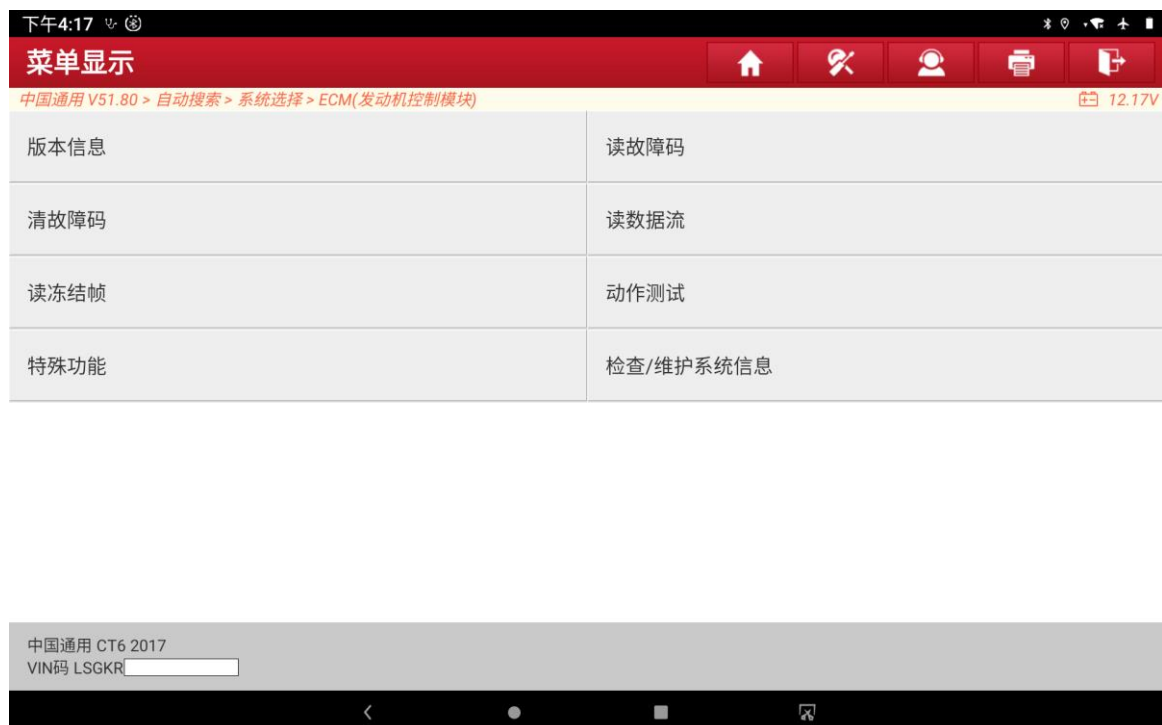 下午4:17
菜单显示
中国通用 V51.80 > 自动搜索 > 系统选择 > ECM(发动机控制模块)
12.17V
版本信息
读故障码
清故障码
读数据流
读冻结帧
动作测试
特殊功能
检查/维护系统信息
中国通用 CT6 2017
VIN码 LSGKR